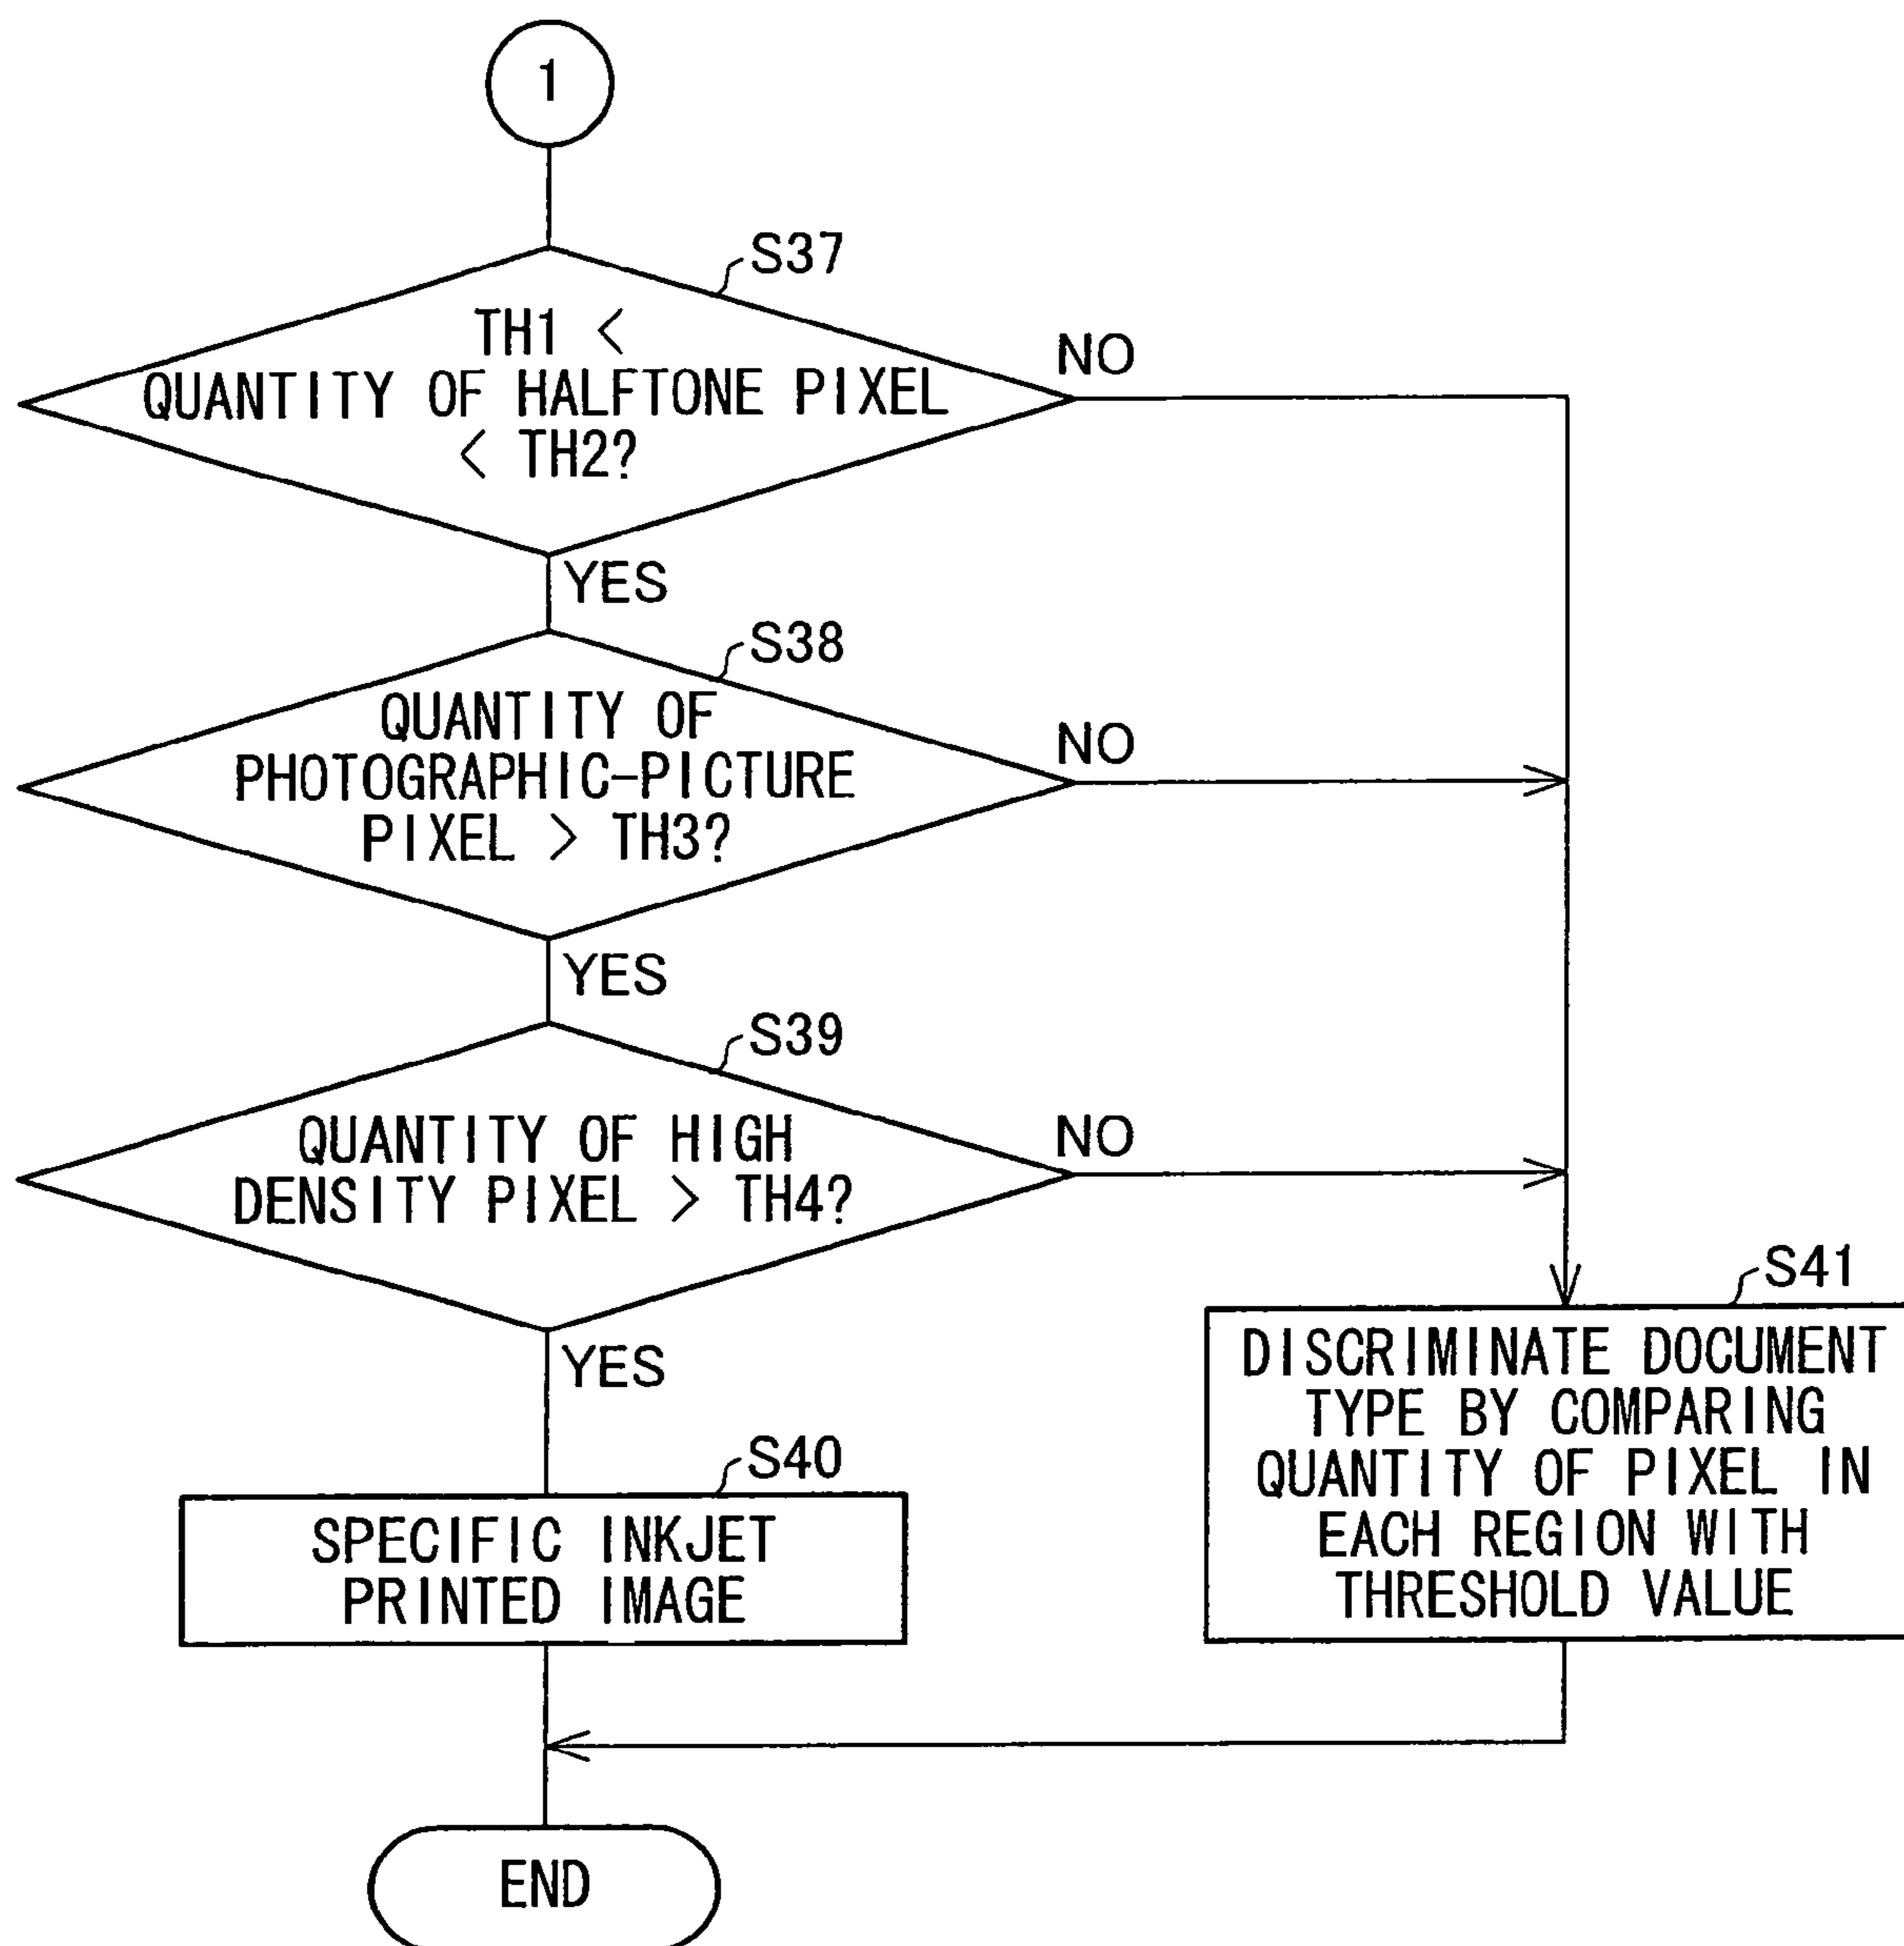 1
S37
TH1 <
QUANTITY OF HALFTONE PIXEL
< TH2?
NO
YES
S38
QUANTITY OF
PHOTOGRAPHIC-PICTURE
PIXEL > TH3?
NO
YES
S39
QUANTITY OF HIGH
DENSITY PIXEL > TH4?
NO
YES
S40
SPECIFIC INKJET
PRINTED IMAGE
S41
DISCRIMINATE DOCUMENT
TYPE BY COMPARING
QUANTITY OF PIXEL IN
EACH REGION WITH
THRESHOLD VALUE
END